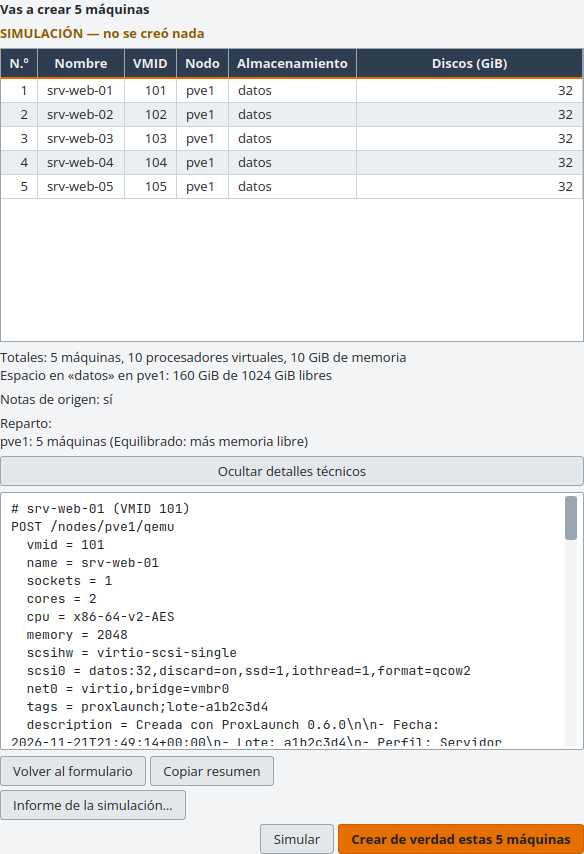 Vas a crear 5 máquinas
SIMULACIÓN — no se creó nada
N.º Nombre VMID Nodo Almacenamiento Discos (GiB)
1 srv-web-01 101 pve1 datos 32
2 srv-web-02 102 pve1 datos 32
3 srv-web-03 103 pve1 datos 32
4 srv-web-04 104 pve1 datos 32
5 srv-web-05 105 pve1 datos 32
Totales: 5 máquinas, 10 procesadores virtuales, 10 GiB de memoria
Espacio en «datos» en pve1: 160 GiB de 1024 GiB libres
Notas de origen: sí
Reparto:
pve1: 5 máquinas (Equilibrado: más memoria libre)
Ocultar detalles técnicos
# srv-web-01 (VMID 101)
POST /nodes/pve1/qemu
vmid = 101
name = srv-web-01
sockets = 1
cores = 2
cpu = x86-64-v2-AES
memory = 2048
scsihw = virtio-scsi-single
scsi0 = datos:32,discard=on,ssd=1,iothread=1,format=qcow2
net0 = virtio,bridge=vmbr0
tags = proxlaunch;lote-a1b2c3d4
description = Creada con ProxLaunch 0.6.0\n\n- Fecha:
2026-11-21T21:49:14+00:00\n- Lote: a1b2c3d4\n- Perfil: Servidor
Volver al formulario Copiar resumen
Informe de la simulación...
Simular Crear de verdad estas 5 máquinas